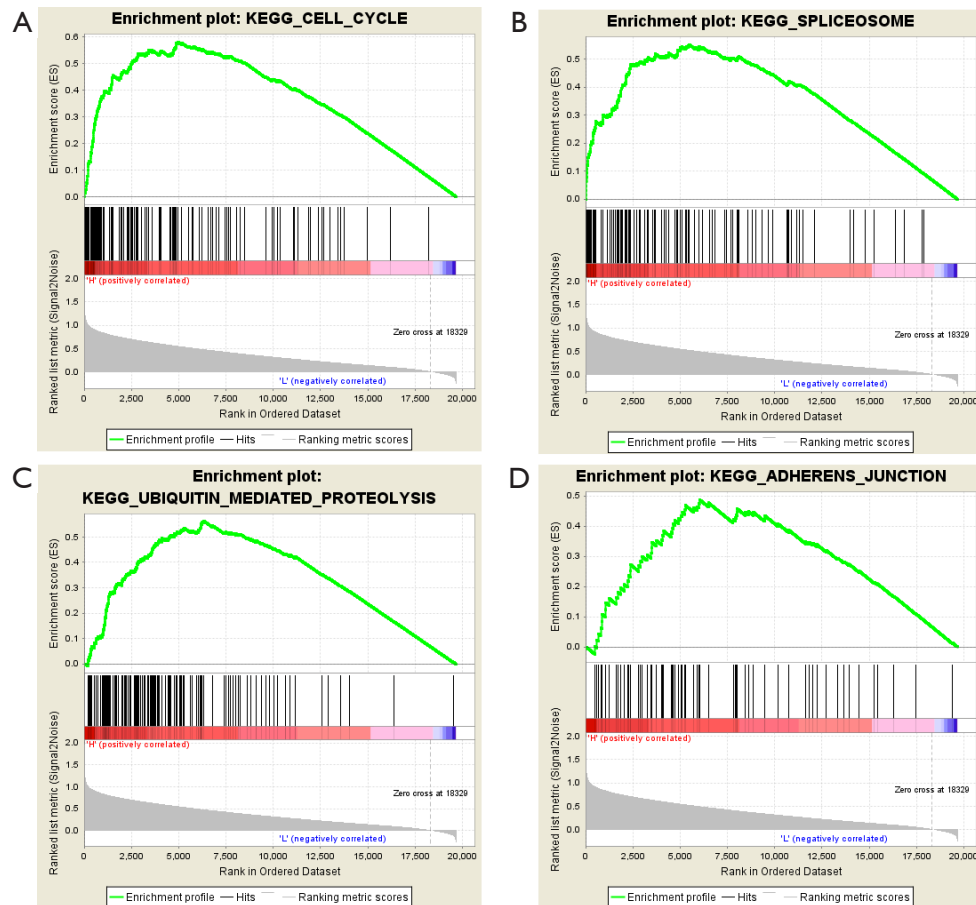 A
Enrichment plot: KEGG_CELL_CYCLE
Enrichment score (ES)
0.6
0.5
0.4
0.3
0.2
0.1
0.0
Ranked list metric (Signal2Noise)
'H' (positively correlated)
2.0
1.5
1.0
0.5
0.0
Zero cross at 18329
'L' (negatively correlated)
0 2,500 5,000 7,500 10,000 12,500 15,000 17,500 20,000
Rank in Ordered Dataset
Enrichment profile Hits Ranking metric scores
B
Enrichment plot: KEGG_SPLICEOSOME
Enrichment score (ES)
0.5
0.4
0.3
0.2
0.1
0.0
Ranked list metric (Signal2Noise)
'H' (positively correlated)
2.0
1.5
1.0
0.5
0.0
Zero cross at 18329
'L' (negatively correlated)
0 2,500 5,000 7,500 10,000 12,500 15,000 17,500 20,000
Rank in Ordered Dataset
Enrichment profile Hits Ranking metric scores
C
Enrichment plot:
KEGG_UBIQUITIN_MEDIATED_PROTEOLYSIS
Enrichment score (ES)
0.5
0.4
0.3
0.2
0.1
0.0
Ranked list metric (Signal2Noise)
'H' (positively correlated)
2.0
1.5
1.0
0.5
0.0
Zero cross at 18329
'L' (negatively correlated)
0 2,500 5,000 7,500 10,000 12,500 15,000 17,500 20,000
Rank in Ordered Dataset
Enrichment profile Hits Ranking metric scores
D
Enrichment plot: KEGG_ADHERENS_JUNCTION
Enrichment score (ES)
0.5
0.4
0.3
0.2
0.1
0.0
Ranked list metric (Signal2Noise)
'H' (positively correlated)
2.0
1.5
1.0
0.5
0.0
Zero cross at 18329
'L' (negatively correlated)
0 2,500 5,000 7,500 10,000 12,500 15,000 17,500 20,000
Rank in Ordered Dataset
Enrichment profile Hits Ranking metric scores